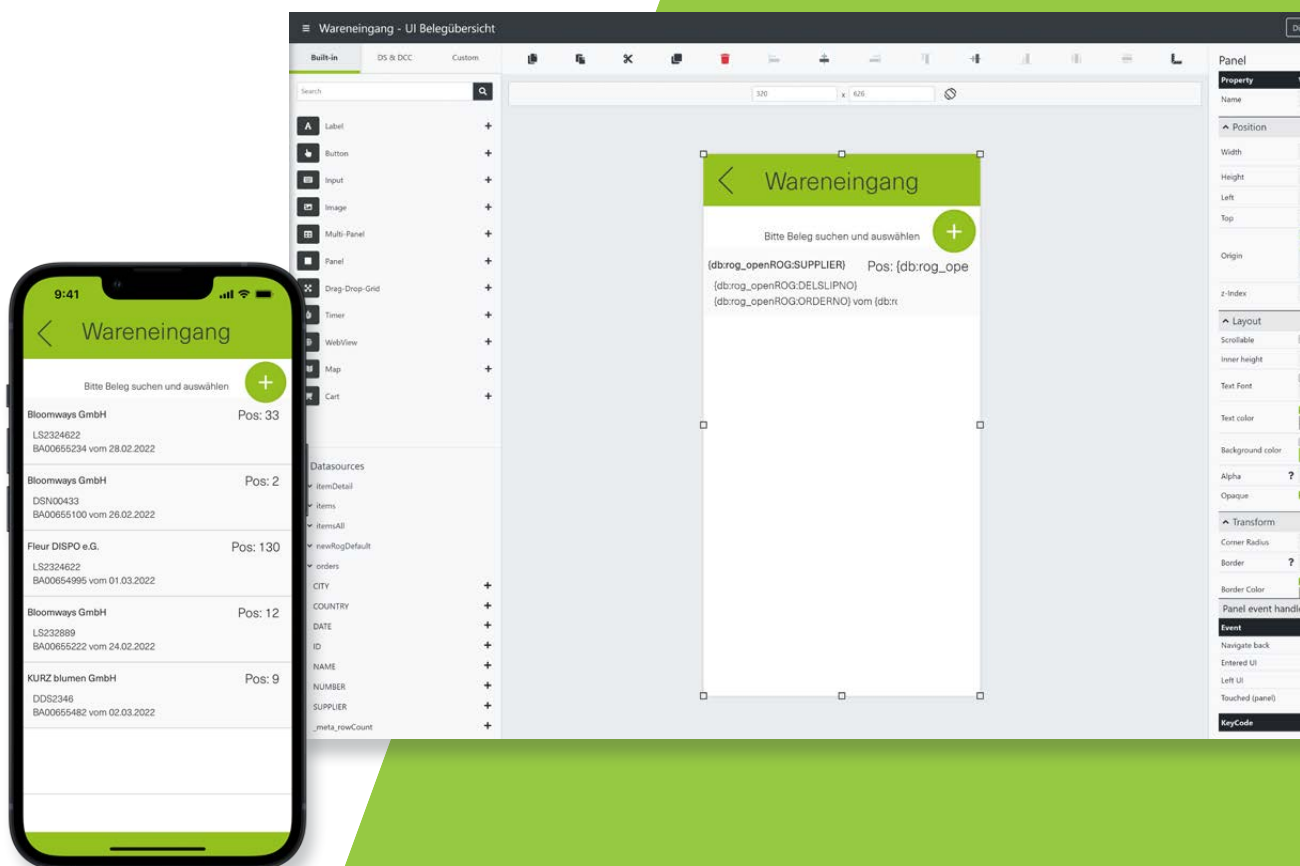 ≡ Wareneingang - UI Belegübersicht
Built-in DS & DCC Custom
Search
Label +
Button +
Input +
Image +
Multi-Panel +
Panel +
Drag-Drop-Grid +
Timer +
WebView +
Map +
Cart +
Datasources
itemDetail
items
itemsAll
newRogDefault
orders
CITY +
COUNTRY +
DATE +
ID +
NAME +
NUMBER +
SUPPLIER +
_meta_rowCount +
320 x 626
Wareneingang
Bitte Beleg suchen und auswählen +
{db:rog_openROG:SUPPLIER} Pos: {db:rog_ope
{db:rog_openROG:DELSLIPNO}
{db:rog_openROG:ORDERNO} vom {db:r
Panel
Property
Name
Position
Width
Height
Left
Top
Origin
z-Index
Layout
Scrollable
Inner height
Text Font
Text color
Background color
Alpha ?
Opaque
Transform
Corner Radius
Border ?
Border Color
Panel event handle
Event
Navigate back
Entered UI
Left UI
Touched (panel)
KeyCode
9:41
Wareneingang
Bitte Beleg suchen und auswählen +
Bloomways GmbH Pos: 33
LS2324622
BA00655234 vom 28.02.2022
Bloomways GmbH Pos: 2
DSN00433
BA00655100 vom 26.02.2022
Fleur DISPO e.G. Pos: 130
LS2324622
BA00654995 vom 01.03.2022
Bloomways GmbH Pos: 12
LS232889
BA00655222 vom 24.02.2022
KURZ blumen GmbH Pos: 9
DDS2346
BA00655482 vom 02.03.2022